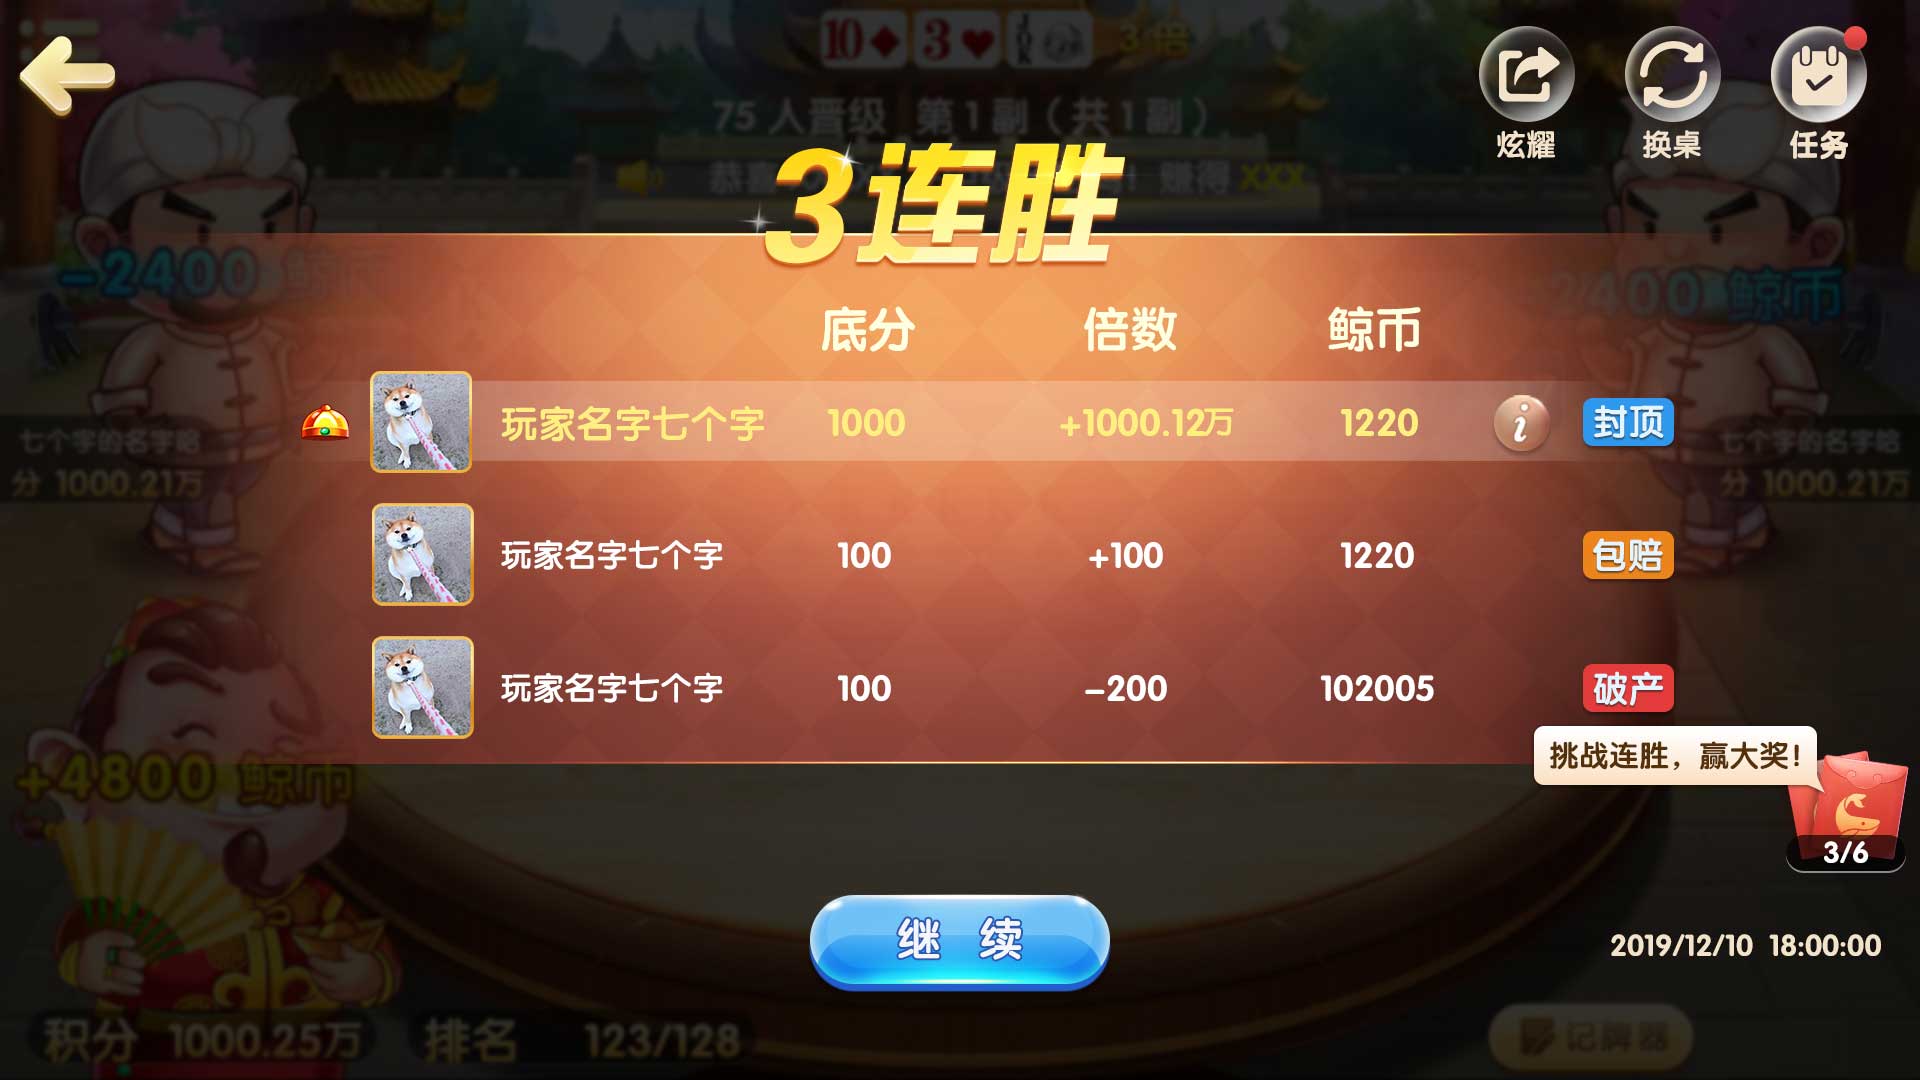 10 3 JOK 3倍
75 人晋级 第1副（共1副）
恭喜 ! 赚得 XXX
炫耀 换桌 任务
3连胜
-2400 鲸币
-2400 鲸币
底分 倍数 鲸币
玩家名字七个字 1000 +1000.12万 1220 i 封顶
七个字的名字哈
分 1000.21万
七个字的名字哈
分 1000.21万
玩家名字七个字 100 +100 1220 包赔
玩家名字七个字 100 -200 102005 破产
挑战连胜，赢大奖!
+4800 鲸币
3/6
继 续
2019/12/10 18:00:00
积分 1000.25万 排名 123/128
记牌器